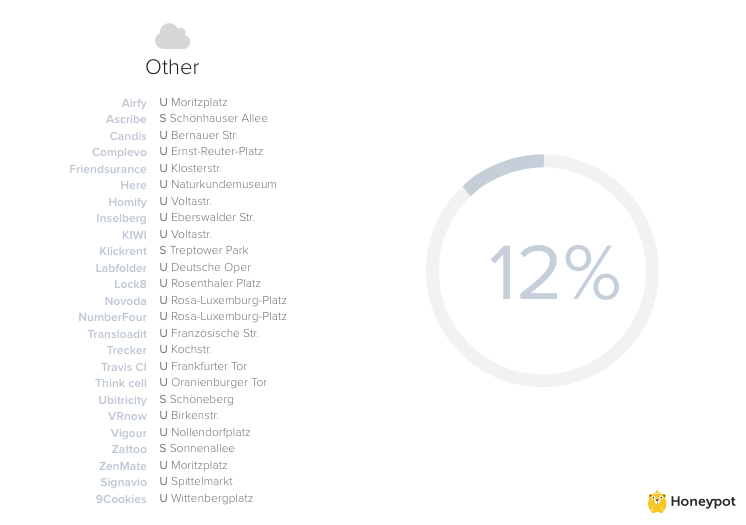 Other
Airfy U Moritzplatz
Ascribe S Schönhauser Allee
Candis U Bernauer Str.
Complevo U Ernst-Reuter-Platz
Friendsurance U Klosterstr.
Here U Naturkundemuseum
Homify U Voltastr.
Inselberg U Eberswalder Str.
KIWI U Voltastr.
Klickrent S Treptower Park
Labfolder U Deutsche Oper
Lock8 U Rosenthaler Platz
Novoda U Rosa-Luxemburg-Platz
NumberFour U Rosa-Luxemburg-Platz
Transloadit U Französische Str.
Trecker U Kochstr.
Travis CI U Frankfurter Tor
Think cell U Oranienburger Tor
Ubitricity S Schöneberg
VRnow U Birkenstr.
Vigour U Nollendorfplatz
Zattoo S Sonnenallee
ZenMate U Moritzplatz
Signavio U Spittelmarkt
9Cookies U Wittenbergplatz
12%
Honeypot